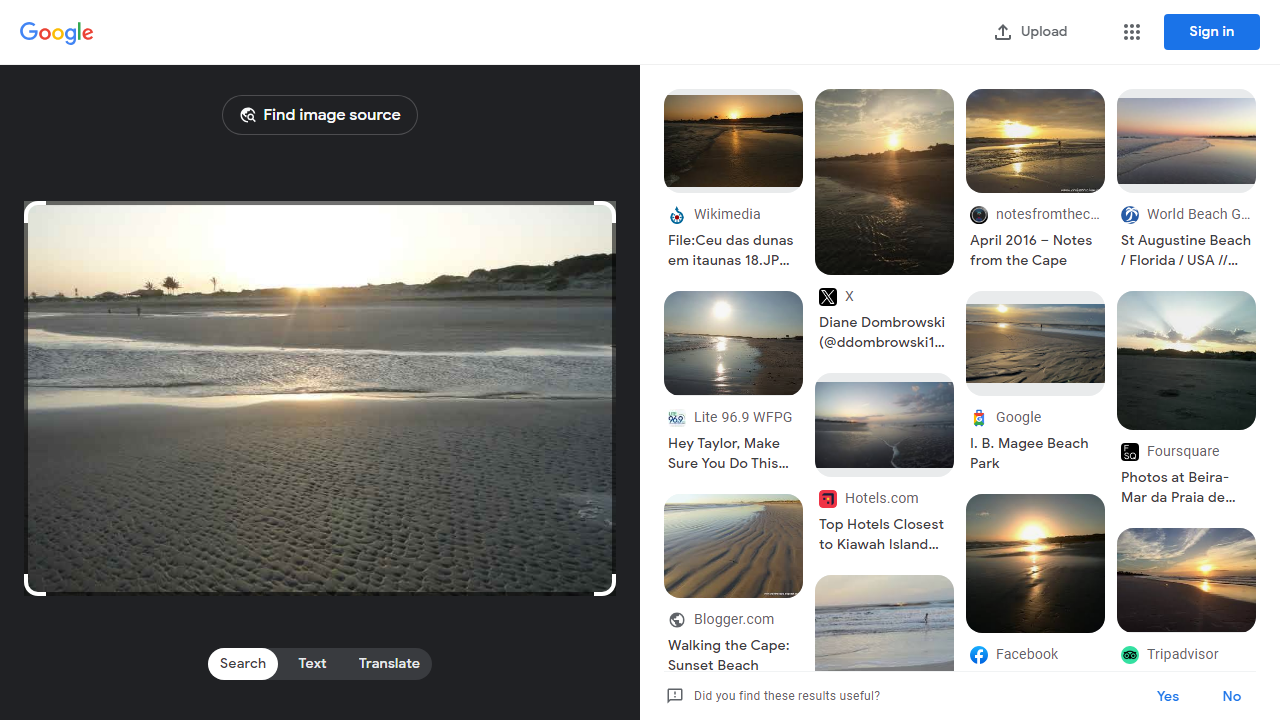 Google
Upload
Sign in
Find image source
Search
Text
Translate
Wikimedia
File:Ceu das dunas
em itaunas 18.JP...
Lite 96.9 WFPG
Hey Taylor, Make
Sure You Do This...
Blogger.com
Walking the Cape:
Sunset Beach
X
Diane Dombrowski
(@ddombrowski1...
Hotels.com
Top Hotels Closest
to Kiawah Island...
notesfromthec...
April 2016 – Notes
from the Cape
Google
I. B. Magee Beach
Park
Facebook
World Beach G...
St Augustine Beach
/ Florida / USA //...
Foursquare
Photos at Beira-
Mar da Praia de...
Tripadvisor
Did you find these results useful?
Yes
No